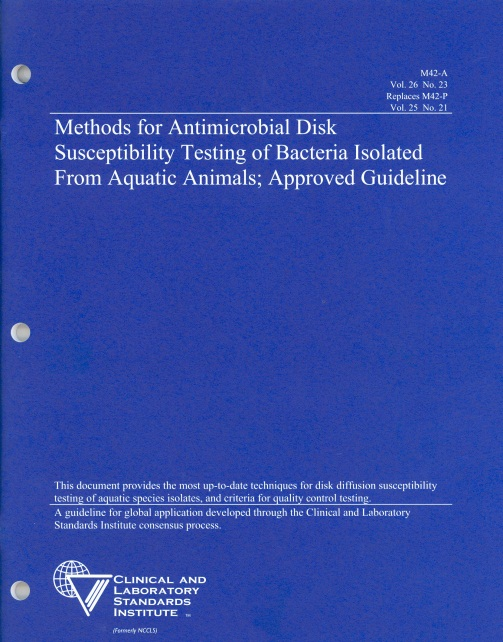 M42-A
Vol. 26 No. 23
Replaces M42-P
Vol. 25 No. 21
Methods for Antimicrobial Disk
Susceptibility Testing of Bacteria Isolated
From Aquatic Animals; Approved Guideline
This document provides the most up-to-date techniques for disk diffusion susceptibility
testing of aquatic species isolates, and criteria for quality control testing.
A guideline for global application developed through the Clinical and Laboratory
Standards Institute consensus process.
CLINICAL AND
LABORATORY
STANDARDS
INSTITUTE ™
(Formerly NCCLS)